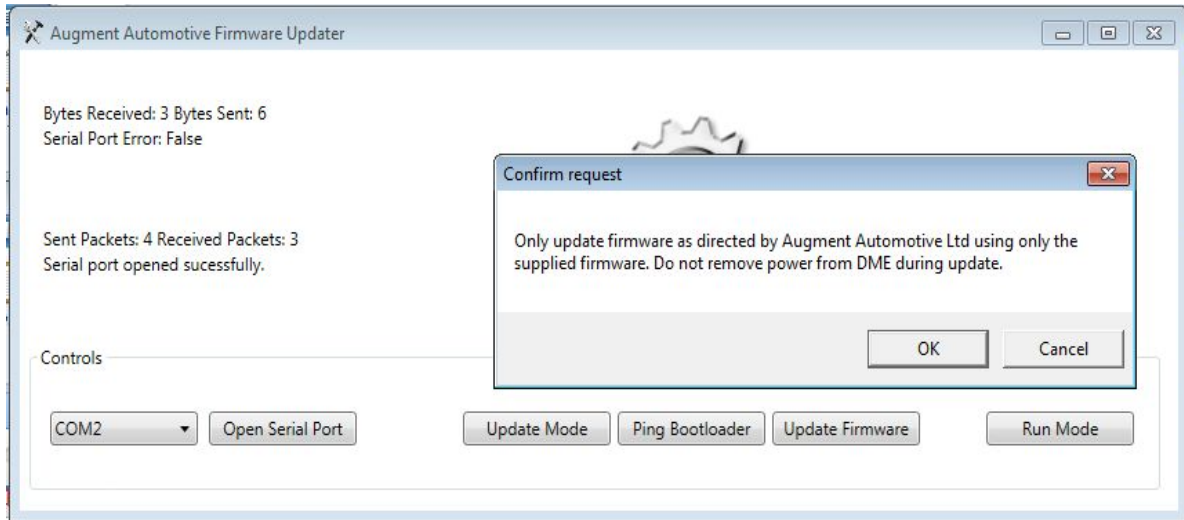 Augment Automotive Firmware Updater
Bytes Received: 3 Bytes Sent: 6
Serial Port Error: False
Sent Packets: 4 Received Packets: 3
Serial port opened sucessfully.
Confirm request
Only update firmware as directed by Augment Automotive Ltd using only the
supplied firmware. Do not remove power from DME during update.
OK Cancel
Controls
COM2 Open Serial Port Update Mode Ping Bootloader Update Firmware Run Mode